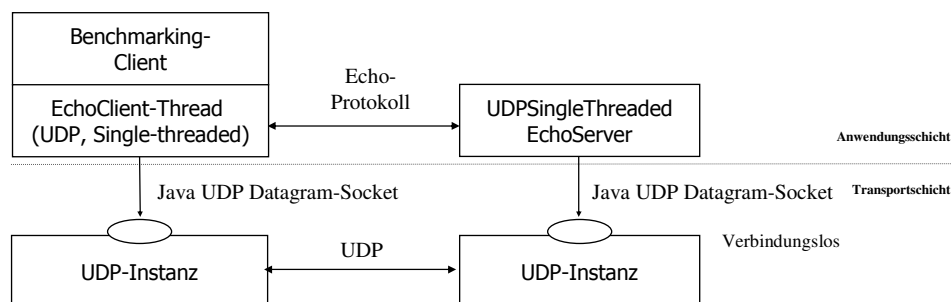 Benchmarking-
Client
EchoClient-Thread
(UDP, Single-threaded)
Echo-
Protokoll
UDPSingleThreaded
EchoServer
Anwendungsschicht
Java UDP Datagram-Socket
Java UDP Datagram-Socket
Transportschicht
UDP-Instanz
UDP
UDP-Instanz
Verbindungslos